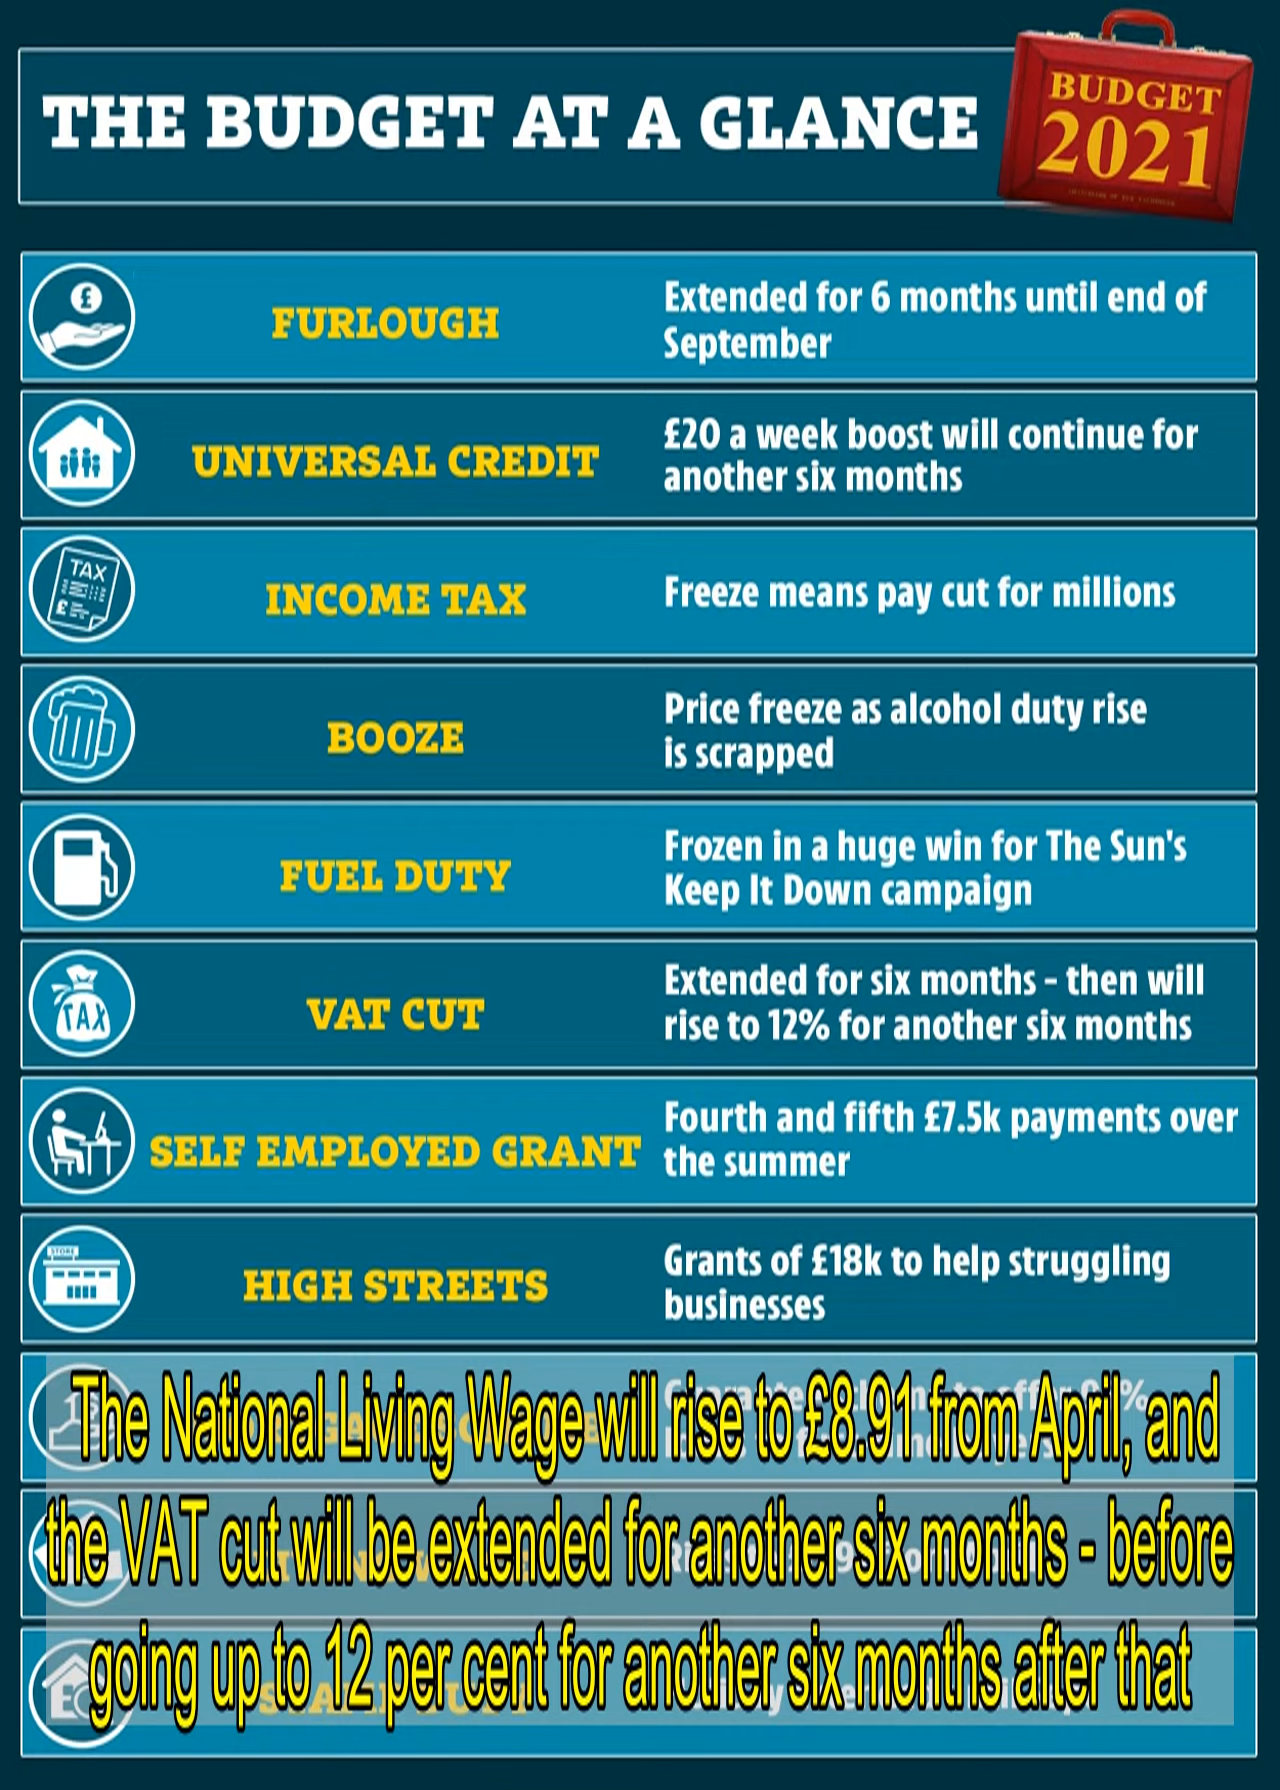 THE BUDGET AT A GLANCE
BUDGET
2021
£
FURLOUGH
Extended for 6 months until end of
September
UNIVERSAL CREDIT
£20 a week boost will continue for
another six months
TAX
£
INCOME TAX
Freeze means pay cut for millions
BOOZE
Price freeze as alcohol duty rise
is scrapped
FUEL DUTY
Frozen in a huge win for The Sun's
Keep It Down campaign
TAX
VAT CUT
Extended for six months - then will
rise to 12% for another six months
SELF EMPLOYED GRANT
Fourth and fifth £7.5k payments over
the summer
STORE
HIGH STREETS
Grants of £18k to help struggling
businesses
The National Living Wage will rise to £8.91 from April, and
the VAT cut will be extended for another six months - before
going up to 12 per cent for another six months after that